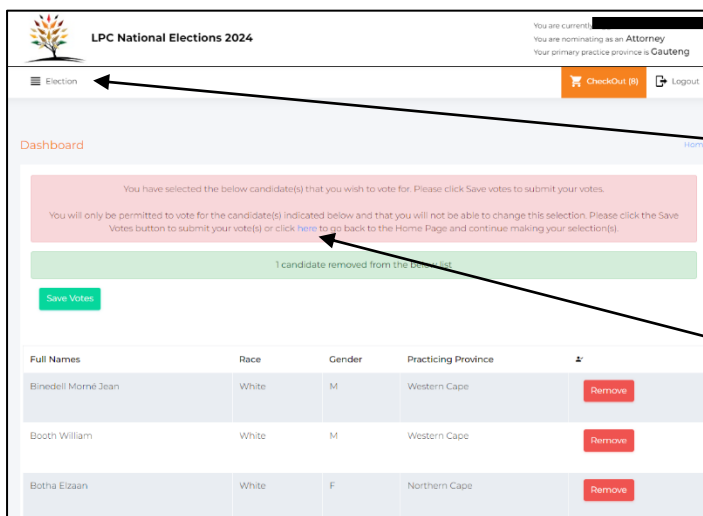 LPC National Elections 2024
You are currently
You are nominating as an Attorney
Your primary practice province is Gauteng
Election
CheckOut (8)
Logout
Dashboard
Hom
You have selected the below candidate(s) that you wish to vote for. Please click Save votes to submit your votes.
You will only be permitted to vote for the candidate(s) indicated below and that you will not be able to change this selection. Please click the Save
Votes button to submit your vote(s) or click here to go back to the Home Page and continue making your selection(s).
1 candidate removed from the below list
Save Votes
Full Names Race Gender Practicing Province
Binedell Morné Jean White M Western Cape Remove
Booth William White M Western Cape Remove
Botha Elzaan White F Northern Cape Remove